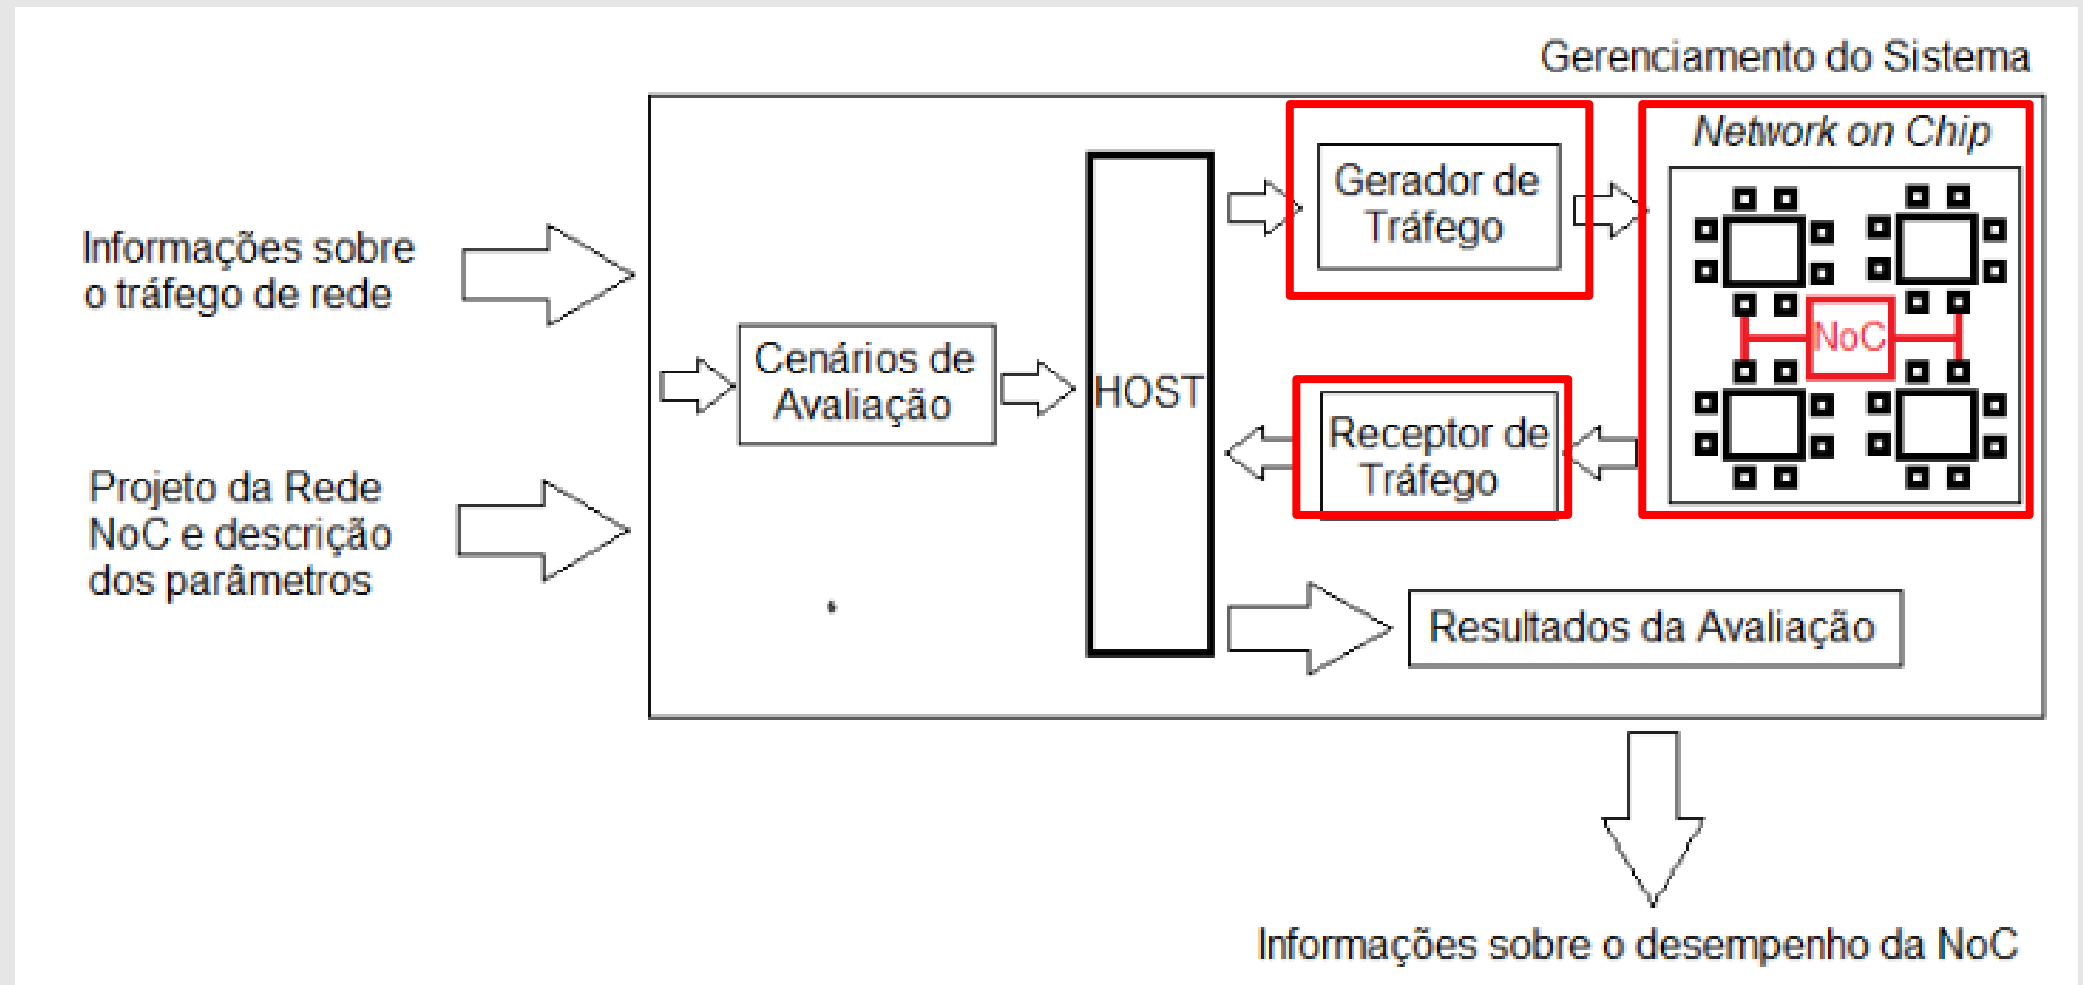 Gerenciamento do Sistema
Informações sobre
o tráfego de rede
Projeto da Rede
NoC e descrição
dos parâmetros
Cenários de
Avaliação
HOST
Gerador de
Tráfego
Network on Chip
NoC
Receptor de
Tráfego
Resultados da Avaliação
Informações sobre o desempenho da NoC